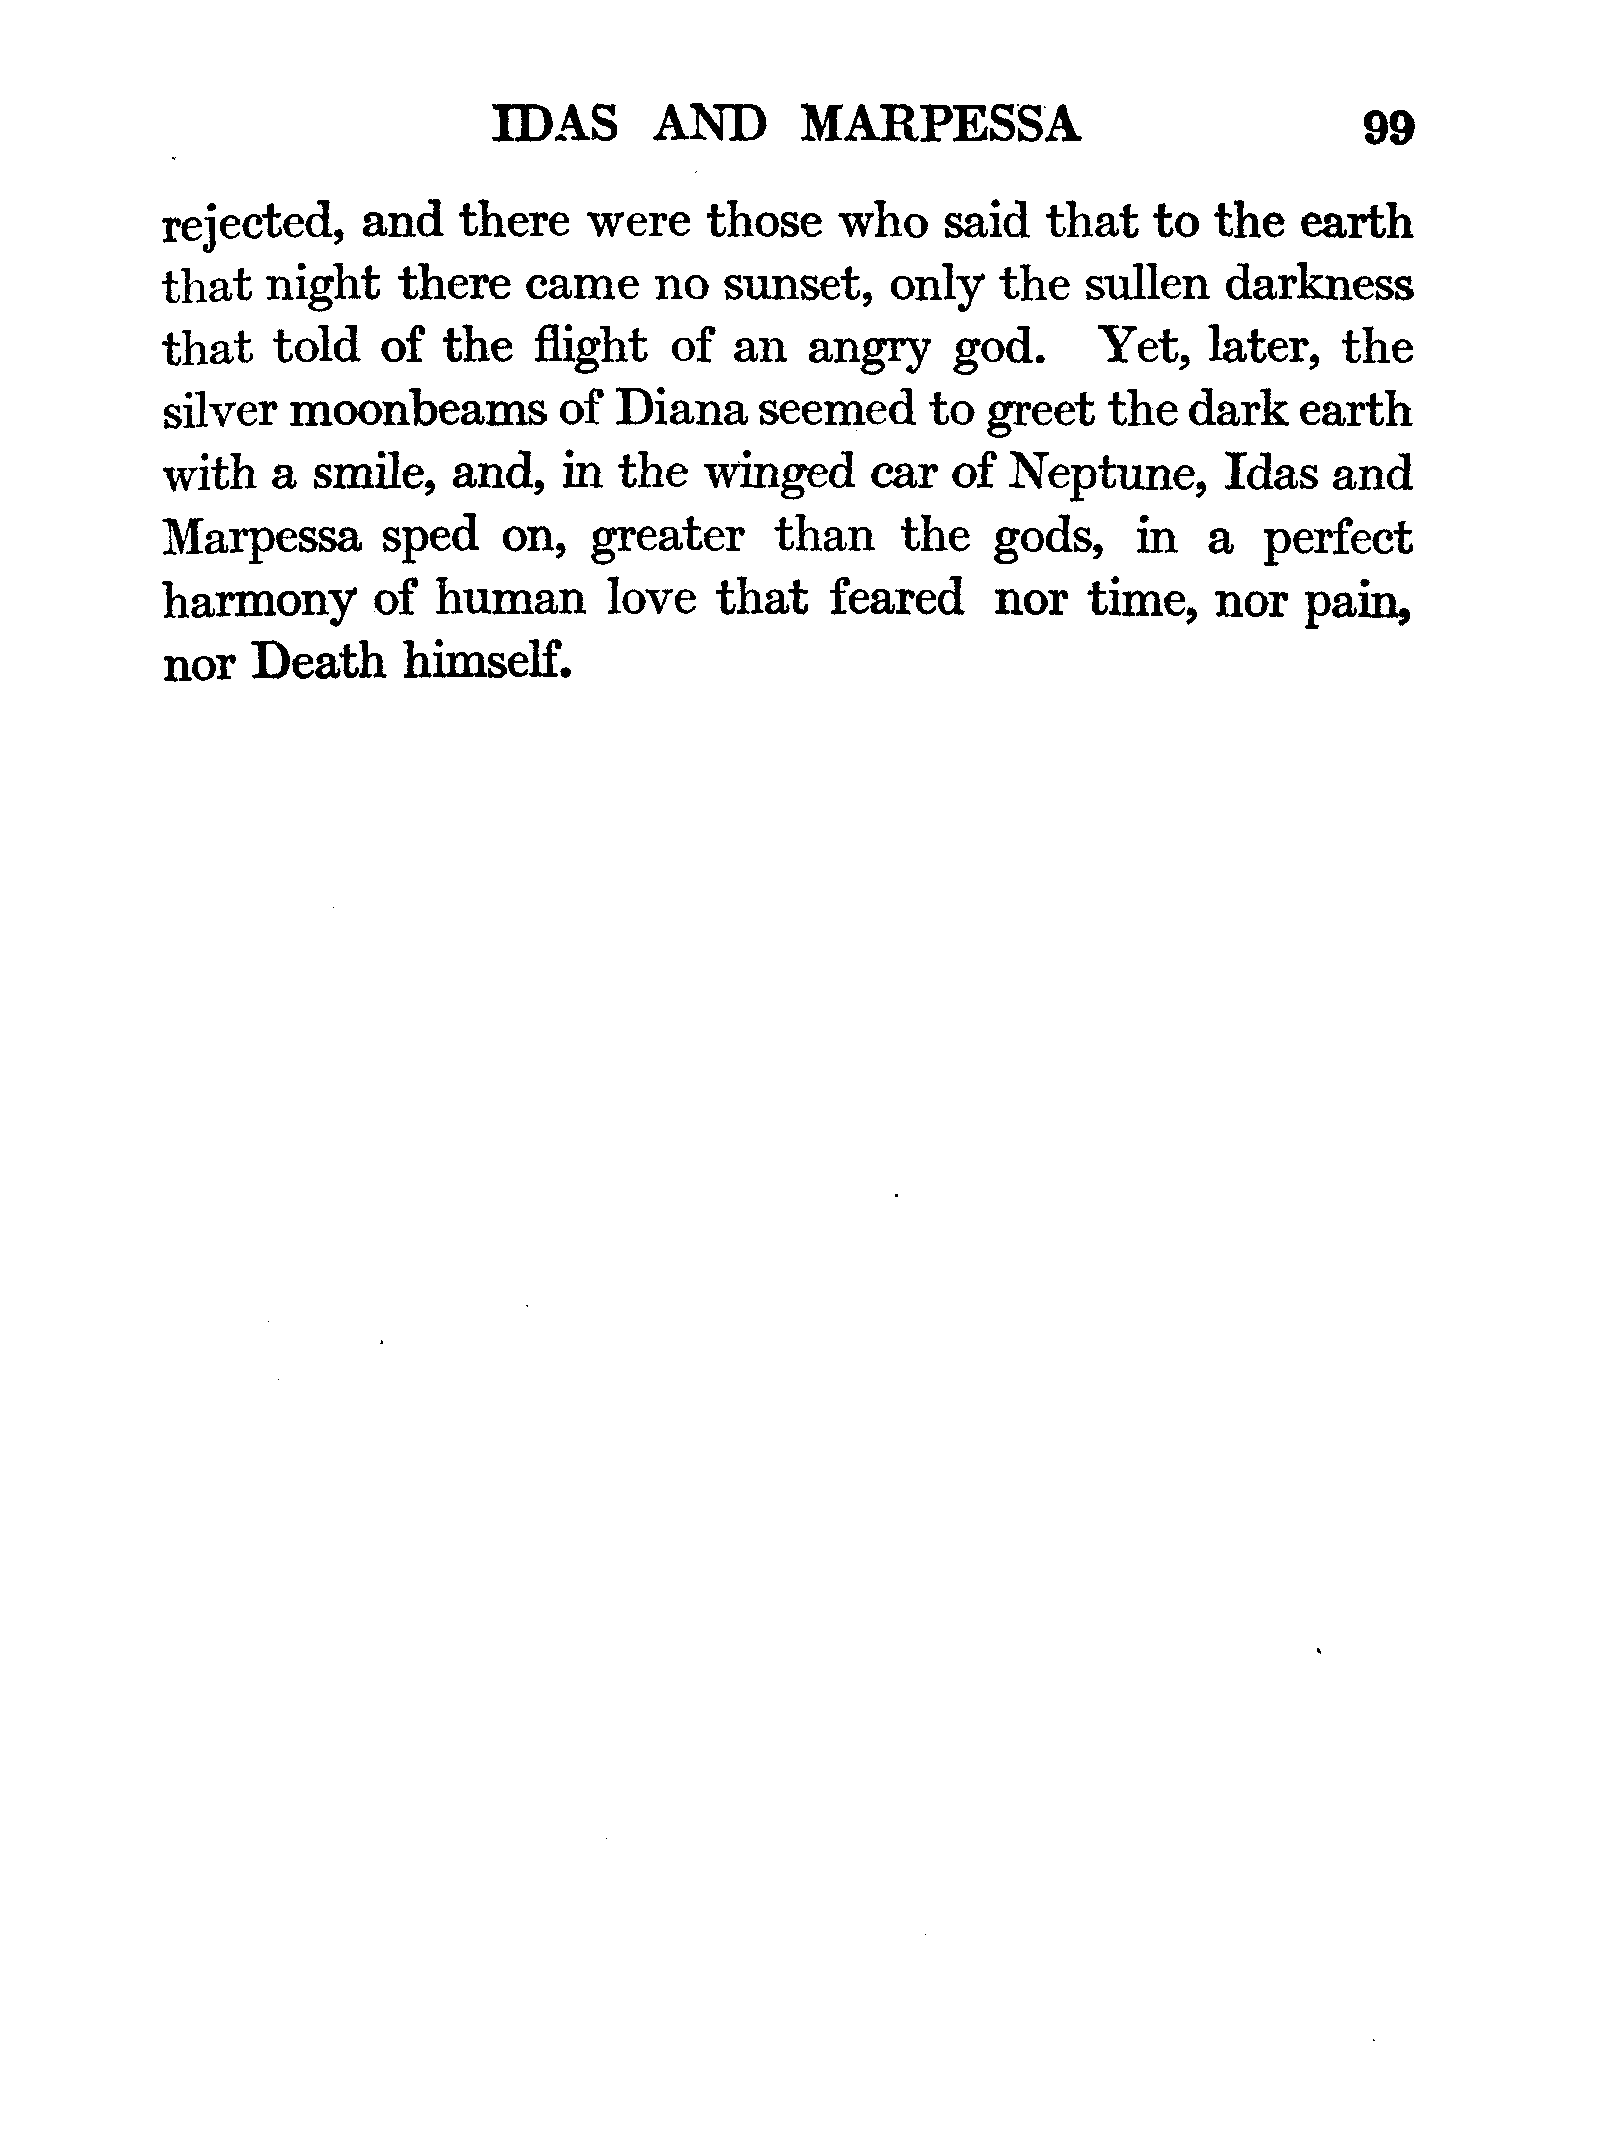 IDAS AND MARPESSA 99
rejected, and there were those who said that to the earth
that night there came no sunset, only the sullen darkness
that told of the flight of an angry god. Yet, later, the
silver moonbeams of Diana seemed to greet the dark earth
with a smile, and, in the winged car of Neptune, Idas and
Marpessa sped on, greater than the gods, in a perfect
harmony of human love that feared nor time, nor pain,
nor Death himself.